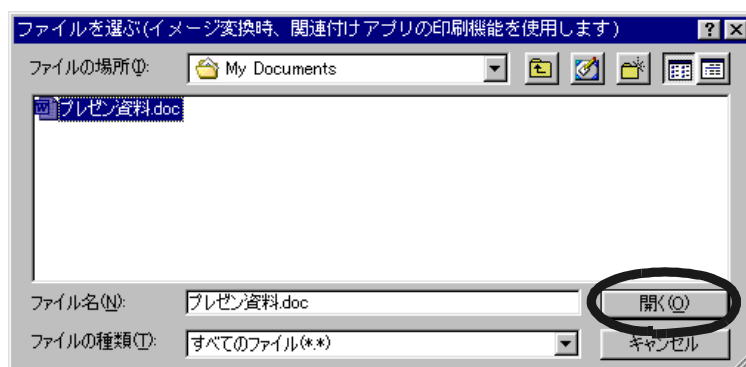 ファイルを選ぶ(イメージ変換時、関連付けアプリの印刷機能を使用します)
ファイルの場所(I):
My Documents
プレゼン資料.doc
ファイル名(N):
プレゼン資料.doc
開く(O)
ファイルの種類(T):
すべてのファイル(*.*)
キャンセル